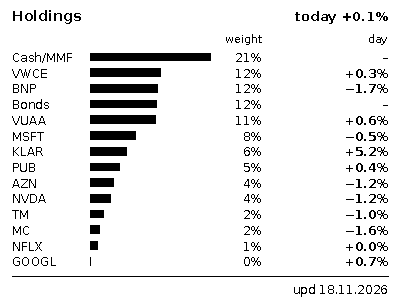 Holdings today +0.1%
weight day
Cash/MMF 21% –
VWCE 12% +0.3%
BNP 12% −1.7%
Bonds 12% –
VUAA 11% +0.6%
MSFT 8% −0.5%
KLAR 6% +5.2%
PUB 5% +0.4%
AZN 4% −1.2%
NVDA 4% −1.2%
TM 2% −1.0%
MC 2% −1.6%
NFLX 1% +0.0%
GOOGL 0% +0.7%
upd 18.11.2026